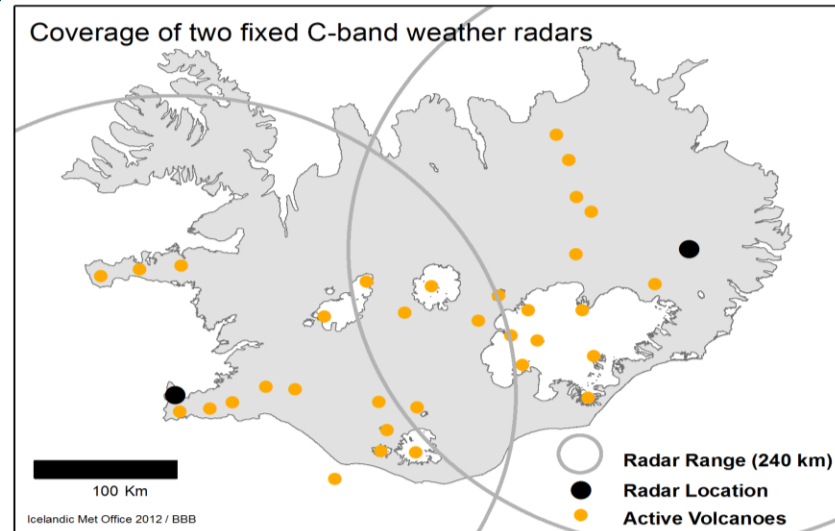 Coverage of two fixed C-band weather radars
Radar Range (240 km)
Radar Location
100 Km
Icelandic Met Office 2012 / BBB
Active Volcanoes